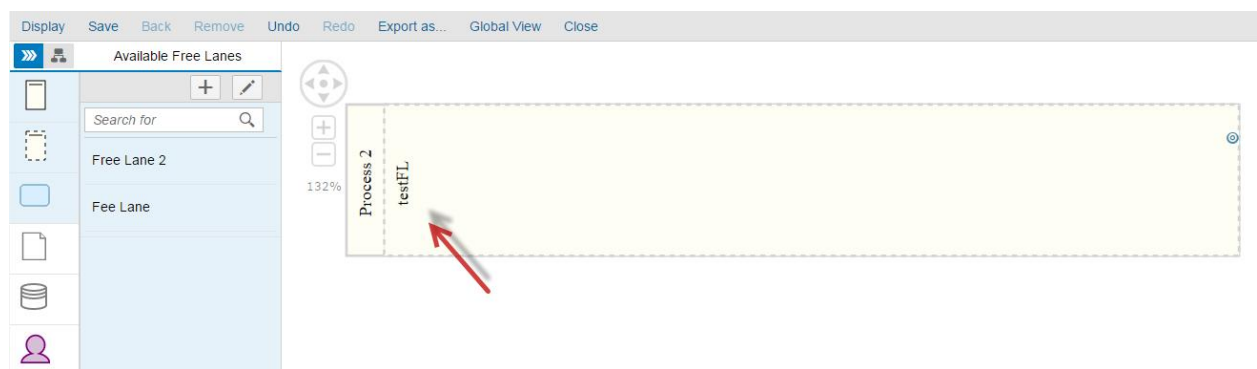 Display Save Back Remove Undo Redo Export as... Global View Close
Available Free Lanes
Search for
Free Lane 2
Fee Lane
132%
Process 2
testFL